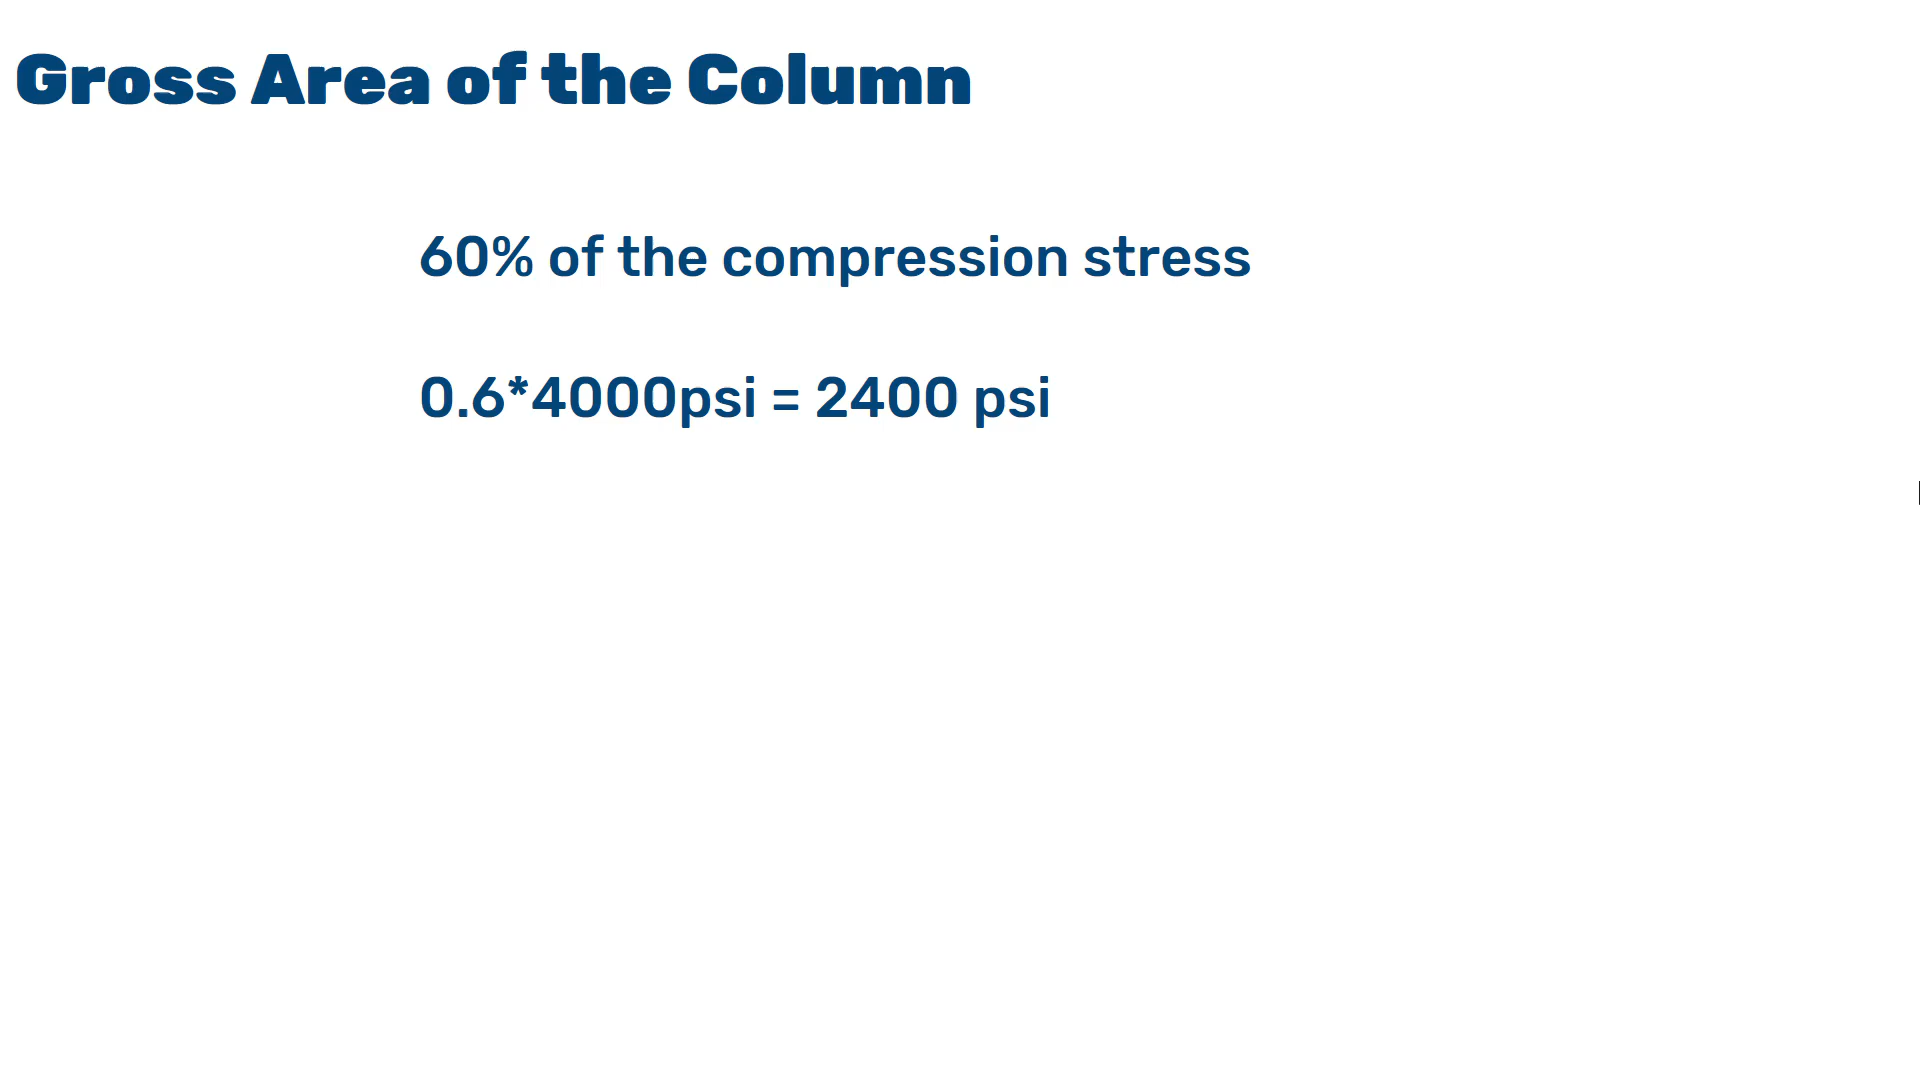 Gross Area of the Column
60% of the compression stress
0.6*4000psi = 2400 psi